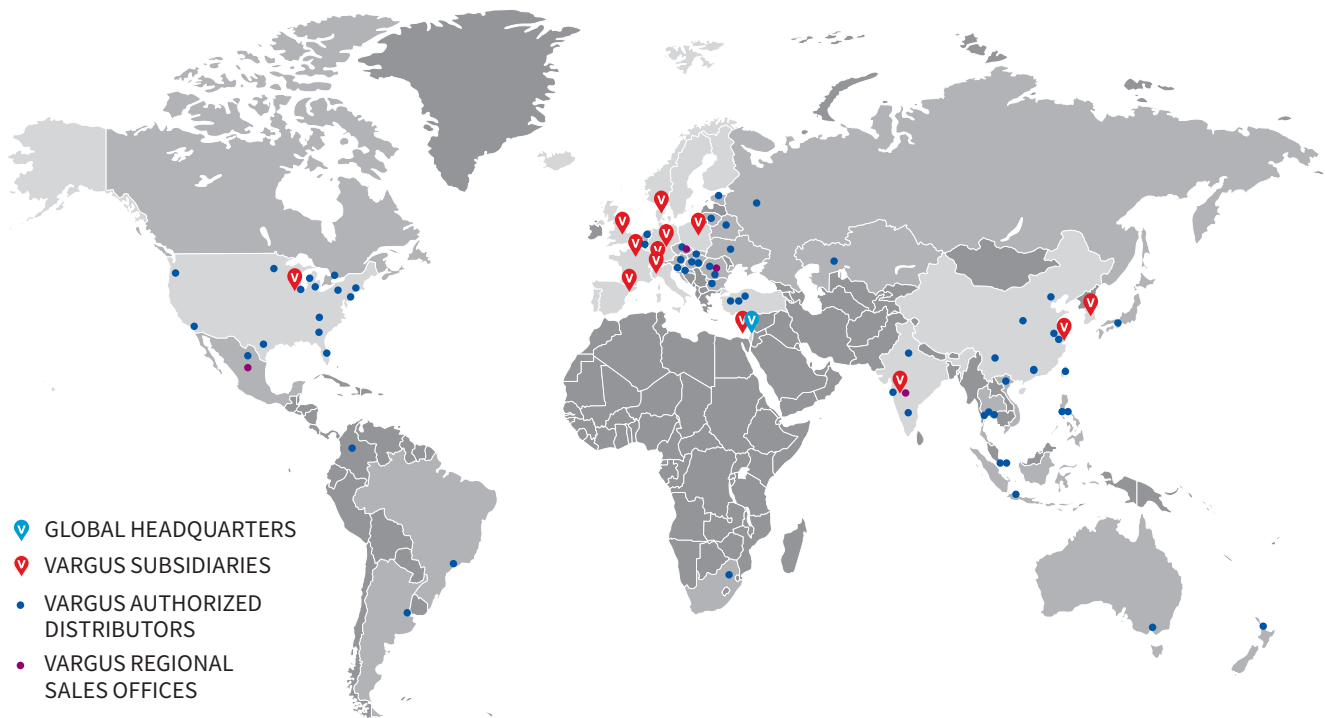 V
V
V
V
V
V
V
V
V
V
V
V
V
V
V GLOBAL HEADQUARTERS
V VARGUS SUBSIDIARIES
VARGUS AUTHORIZED
DISTRIBUTORS
VARGUS REGIONAL
SALES OFFICES